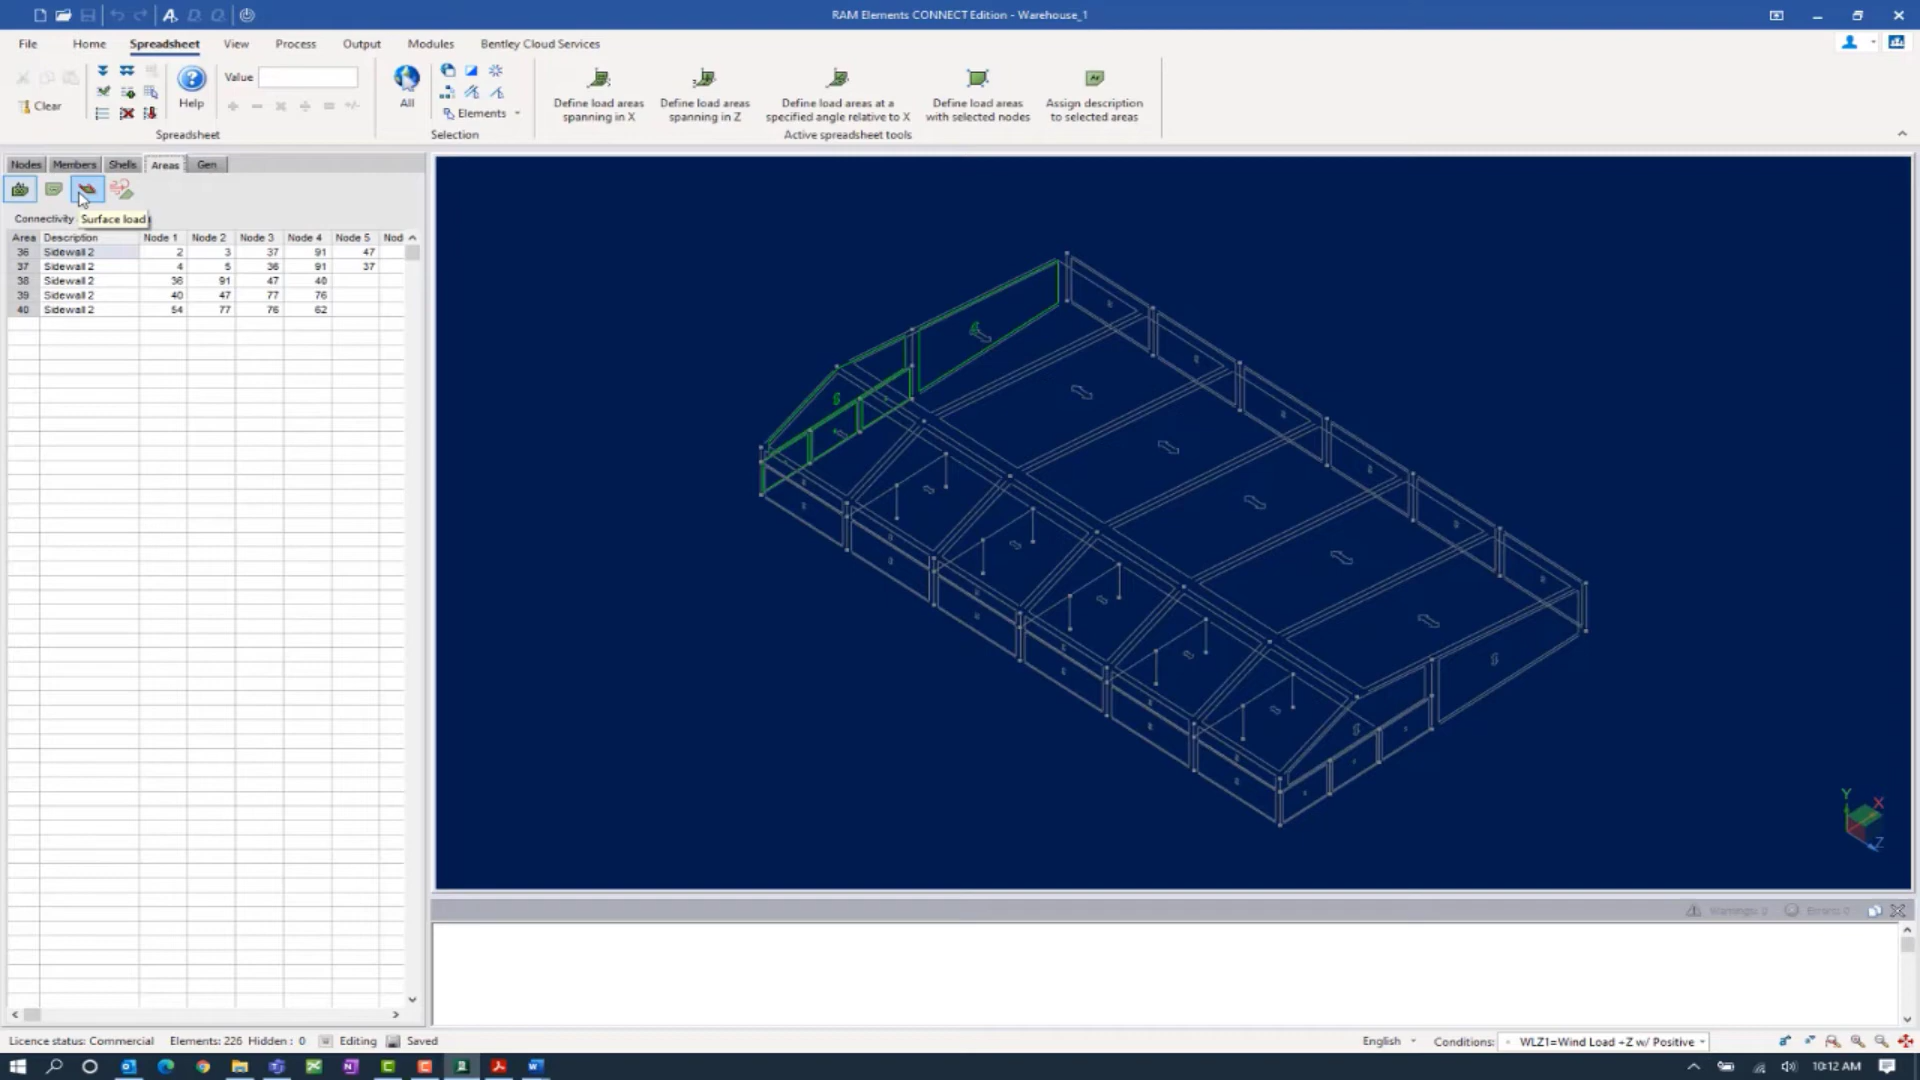 RAM Elements CONNECT Edition - Warehouse_1
File Home Spreadsheet View Process Output Modules Bentley Cloud Services
Clear
Help
Value
Spreadsheet
All
Elements
Selection
Define load areas spanning in X
Define load areas spanning in Z
Define load areas at a specified angle relative to X
Define load areas with selected nodes
Assign description to selected areas
Active spreadsheet tools
Nodes Members Shells Areas Gen
Connectivity Surface load
Area Description Node 1 Node 2 Node 3 Node 4 Node 5 Nod
36 Sidewall 2 2 3 37 91 47
37 Sidewall 2 4 5 36 91 37
38 Sidewall 2 36 91 47 40
39 Sidewall 2 40 47 77 76
40 Sidewall 2 54 77 76 62
Y X Z
Warnings: 0 Errors: 0
Licence status: Commercial Elements: 226 Hidden : 0 Editing Saved English Conditions: WLZ1=Wind Load +Z w/ Positive
10:12 AM